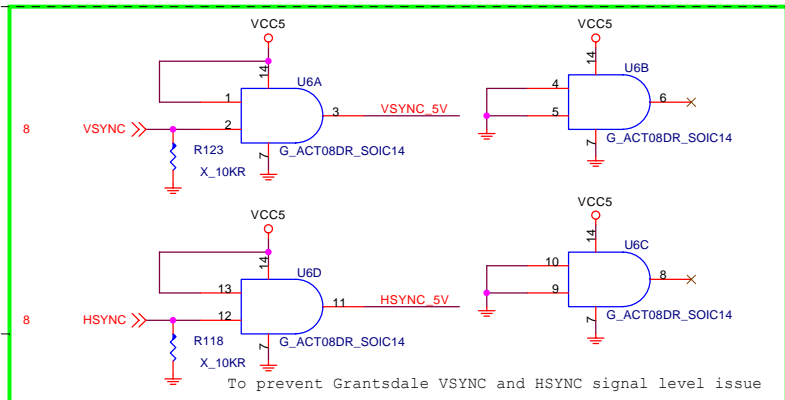 VCC5
VCC5
14
14
U6A
U6B
1
4
3
VSYNC_5V
6
5
8
VSYNC
2
R123
7
G_ACT08DR_SOIC14
7
G_ACT08DR_SOIC14
X_10KR
VCC5
VCC5
14
14
U6D
U6C
13
10
11
HSYNC_5V
8
9
8
HSYNC
12
R118
7
G_ACT08DR_SOIC14
7
G_ACT08DR_SOIC14
X_10KR
To prevent Grantsdale VSYNC and HSYNC signal level issue